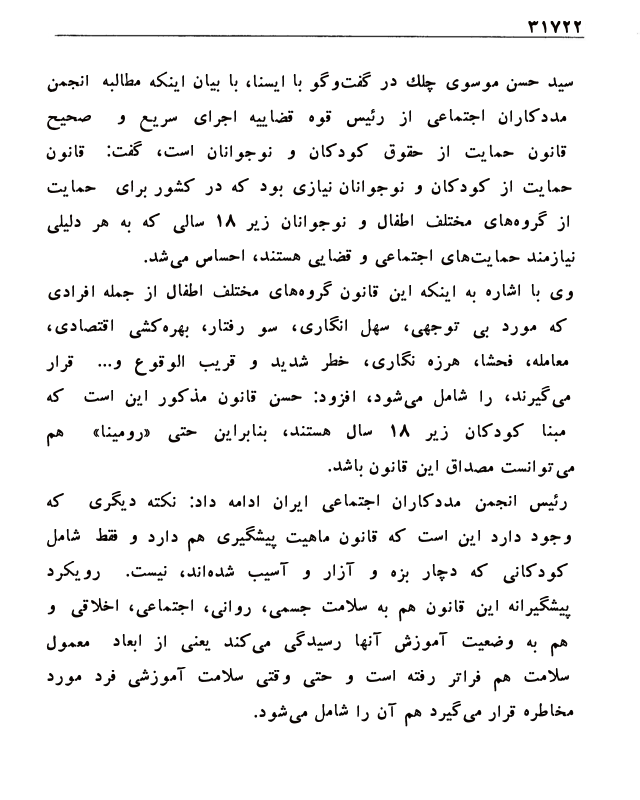 ۳۱۷۲۲
سید حسن موسوی چلك در گفت‌وگو با ایسنا، با بیان اینکه مطالبه انجمن
مددکاران اجتماعی از رئیس قوه قضاییه اجرای سریع و صحیح
قانون حمایت از حقوق کودکان و نوجوانان است، گفت: قانون
حمایت از کودکان و نوجوانان نیازی بود که در کشور برای حمایت
از گروه‌های مختلف اطفال و نوجوانان زیر ۱۸ سالی که به هر دلیلی
نیازمند حمایت‌های اجتماعی و قضایی هستند، احساس می‌شد.
وی با اشاره به اینکه این قانون گروه‌های مختلف اطفال از جمله افرادی
که مورد بی توجهی، سهل انگاری، سو رفتار، بهره‌کشی اقتصادی،
معامله، فحشا، هرزه نگاری، خطر شدید و قریب الوقوع و... قرار
می‌گیرند، را شامل می‌شود، افزود: حسن قانون مذکور این است که
مبنا کودکان زیر ۱۸ سال هستند، بنابراین حتی «رومینا» هم
می‌توانست مصداق این قانون باشد.
رئیس انجمن مددکاران اجتماعی ایران ادامه داد: نکته دیگری که
وجود دارد این است که قانون ماهیت پیشگیری هم دارد و فقط شامل
کودکانی که دچار بزه و آزار و آسیب شده‌اند، نیست. رویکرد
پیشگیرانه این قانون هم به سلامت جسمی، روانی، اجتماعی، اخلاقی و
هم به وضعیت آموزش آنها رسیدگی می‌کند یعنی از ابعاد معمول
سلامت هم فراتر رفته است و حتی وقتی سلامت آموزشی فرد مورد
مخاطره قرار می‌گیرد هم آن را شامل می‌شود.